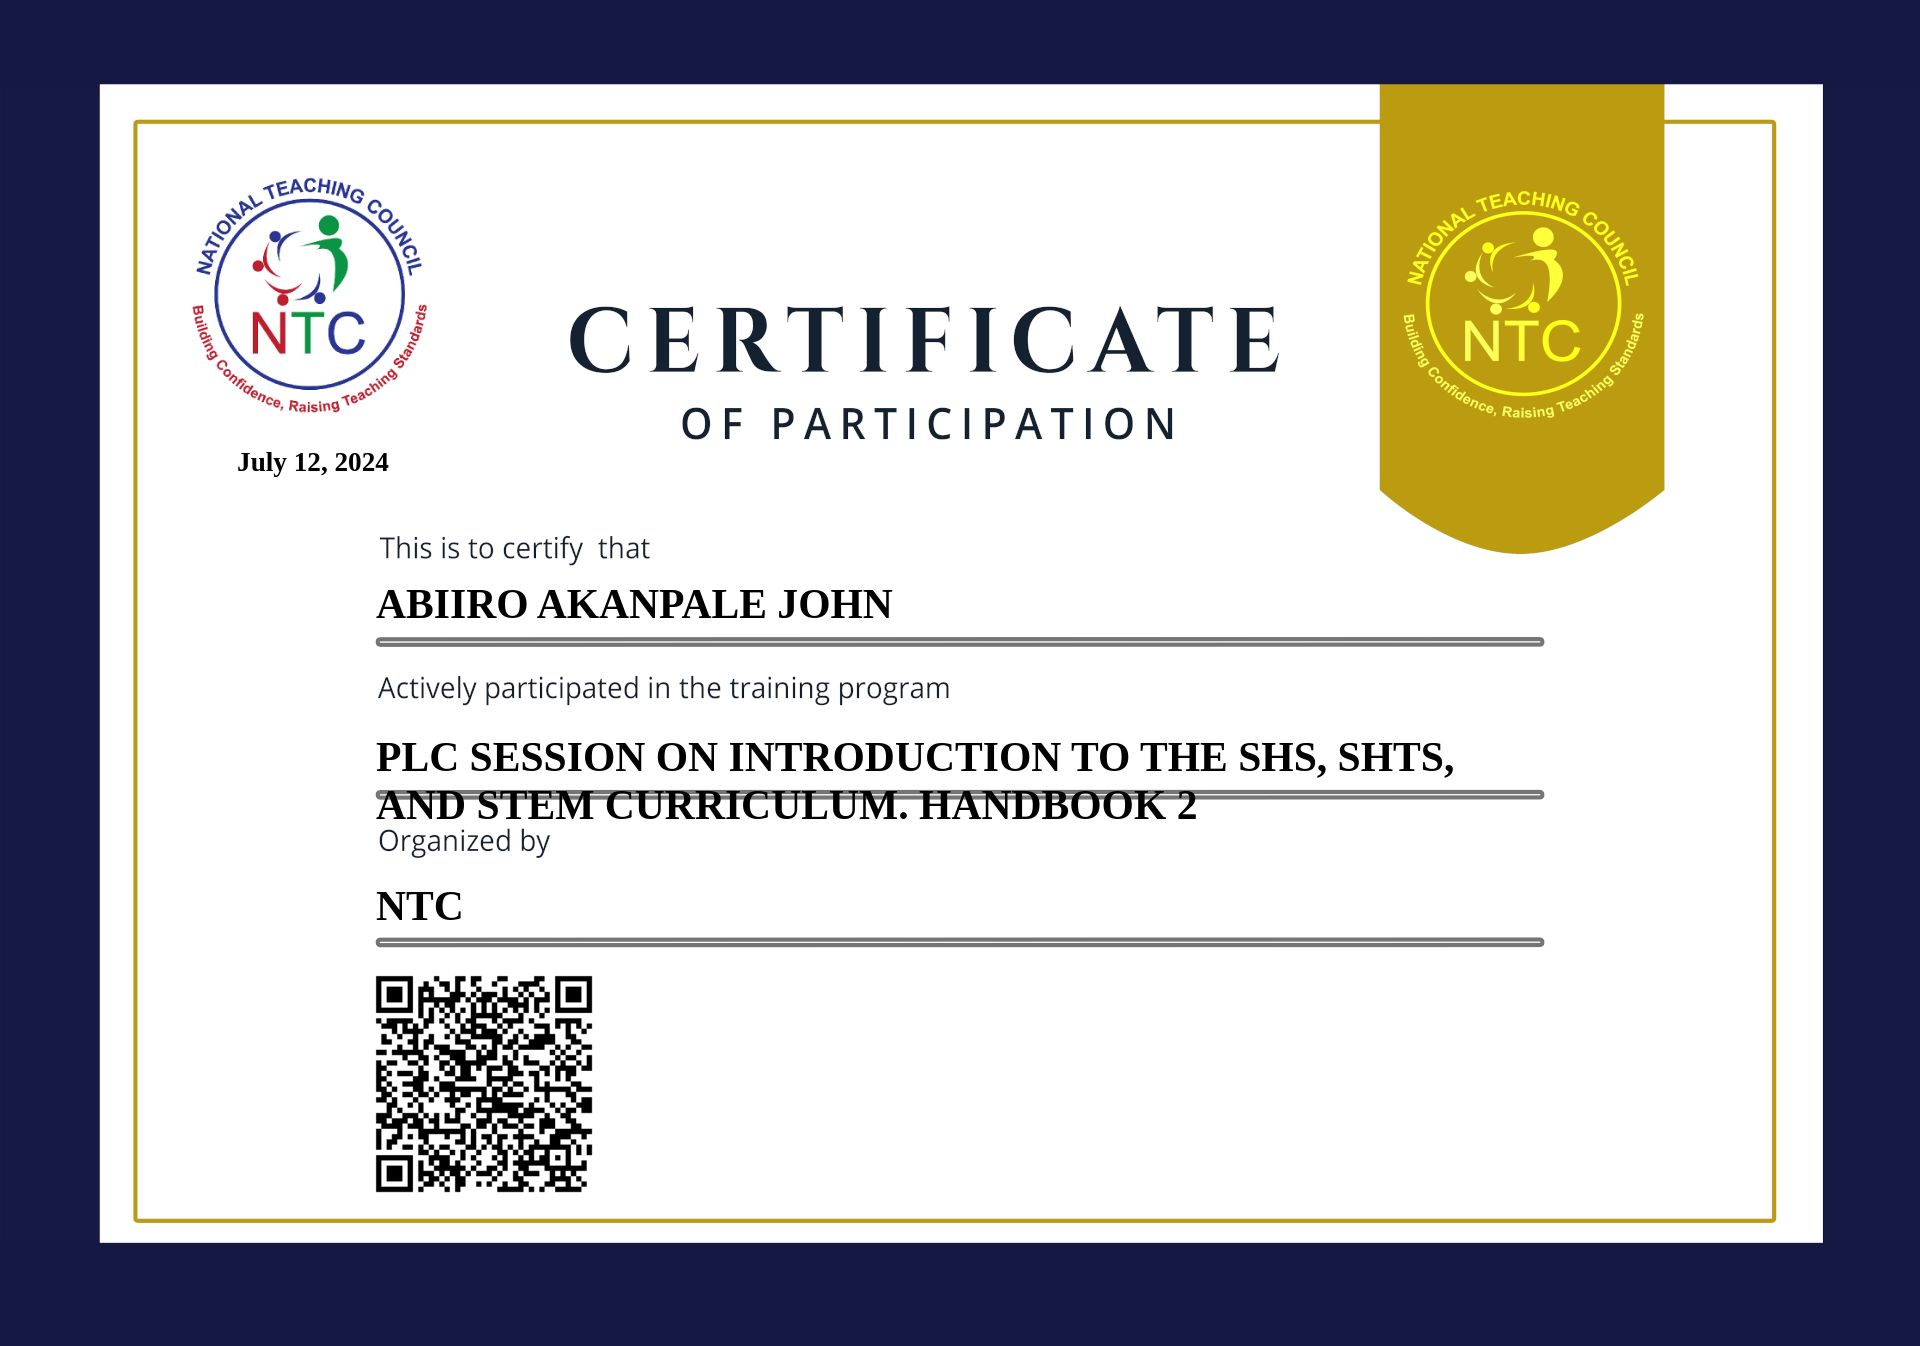 NATIONAL TEACHING COUNCIL
NTC
Building Confidence, Raising Teaching Standards
NATIONAL TEACHING COUNCIL
NTC
Building Confidence, Raising Teaching Standards
CERTIFICATE
OF PARTICIPATION
July 12, 2024
This is to certify that
ABIIRO AKANPALE JOHN
Actively participated in the training program
PLC SESSION ON INTRODUCTION TO THE SHS, SHTS,
AND STEM CURRICULUM. HANDBOOK 2
Organized by
NTC